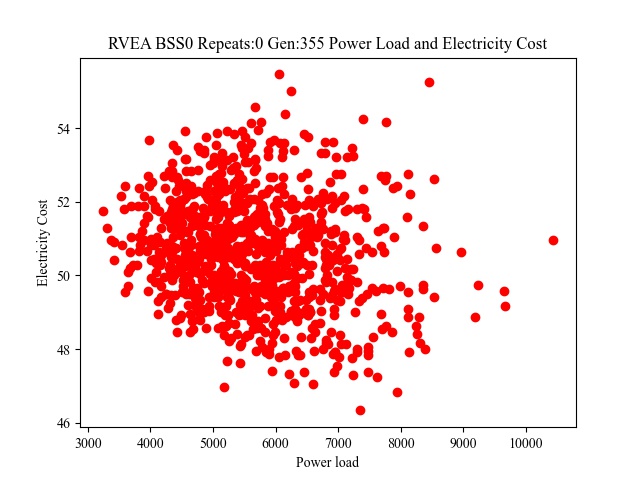 RVEA BSS0 Repeats:0 Gen:355 Power Load and Electricity Cost
54
52
50
48
46
Electricity Cost
3000 4000 5000 6000 7000 8000 9000 10000
Power load